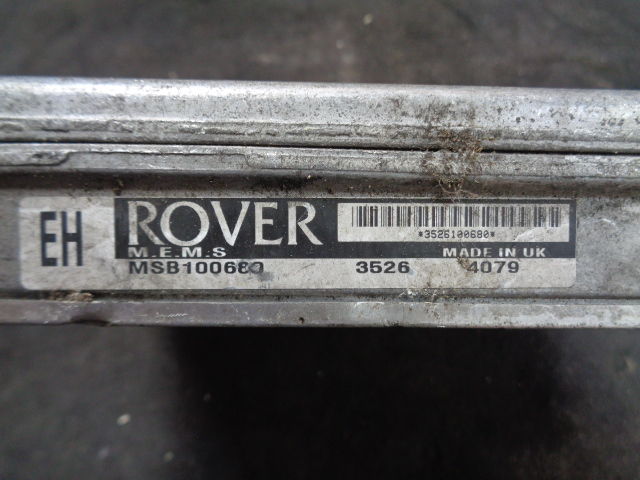 EH
ROVER
*3526100680*
M.E.M.S MADE IN UK
MSB100680 3526 4079